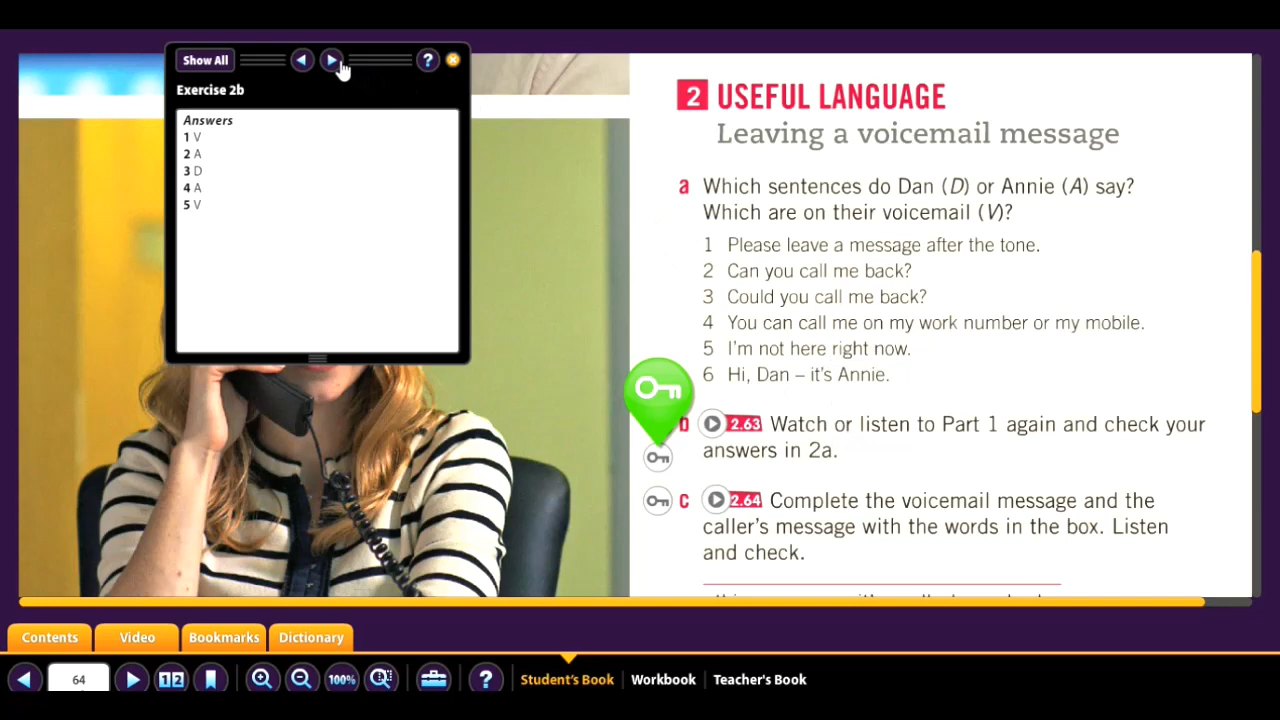 Show All
?
Exercise 2b
Answers
1 V
2 A
3 D
4 A
5 V
2 USEFUL LANGUAGE
Leaving a voicemail message
a Which sentences do Dan (D) or Annie (A) say?
Which are on their voicemail (V)?
1 Please leave a message after the tone.
2 Can you call me back?
3 Could you call me back?
4 You can call me on my work number or my mobile.
5 I'm not here right now.
6 Hi, Dan – it's Annie.
2.63 Watch or listen to Part 1 again and check your
answers in 2a.
c 2.64 Complete the voicemail message and the
caller's message with the words in the box. Listen
and check.
Contents
Video
Bookmarks
Dictionary
64
12
100%
?
Student's Book
Workbook
Teacher's Book